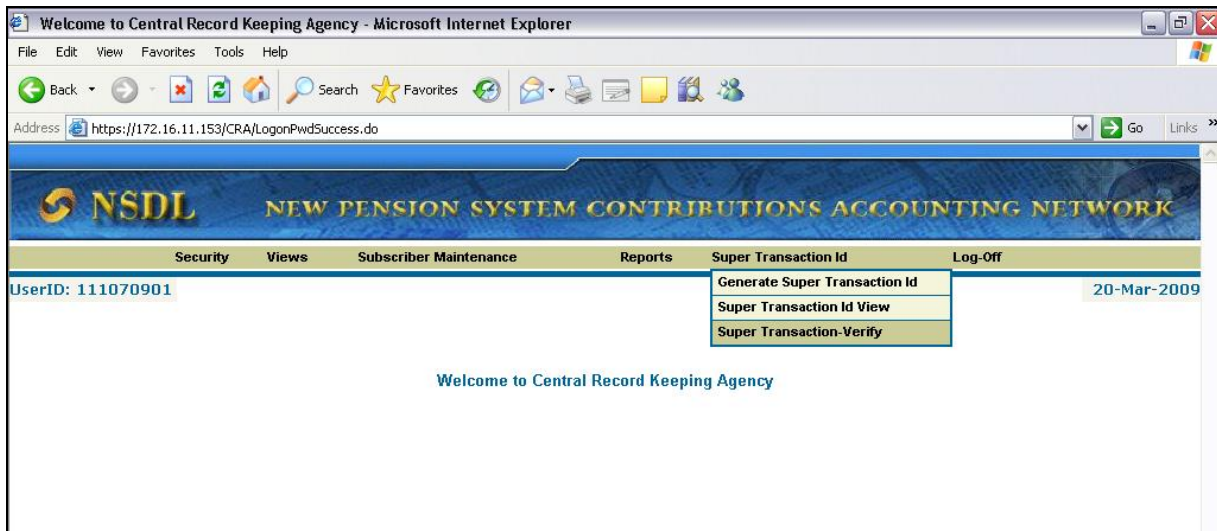 Welcome to Central Record Keeping Agency - Microsoft Internet Explorer
File Edit View Favorites Tools Help
Back Search Favorites
Address https://172.16.11.153/CRA/LogonPwdSuccess.do Go Links »
NSDL NEW PENSION SYSTEM CONTRIBUTIONS ACCOUNTING NETWORK
Security Views Subscriber Maintenance Reports Super Transaction Id Log-Off
Generate Super Transaction Id
Super Transaction Id View
Super Transaction-Verify
UserID: 111070901 20-Mar-2009
Welcome to Central Record Keeping Agency